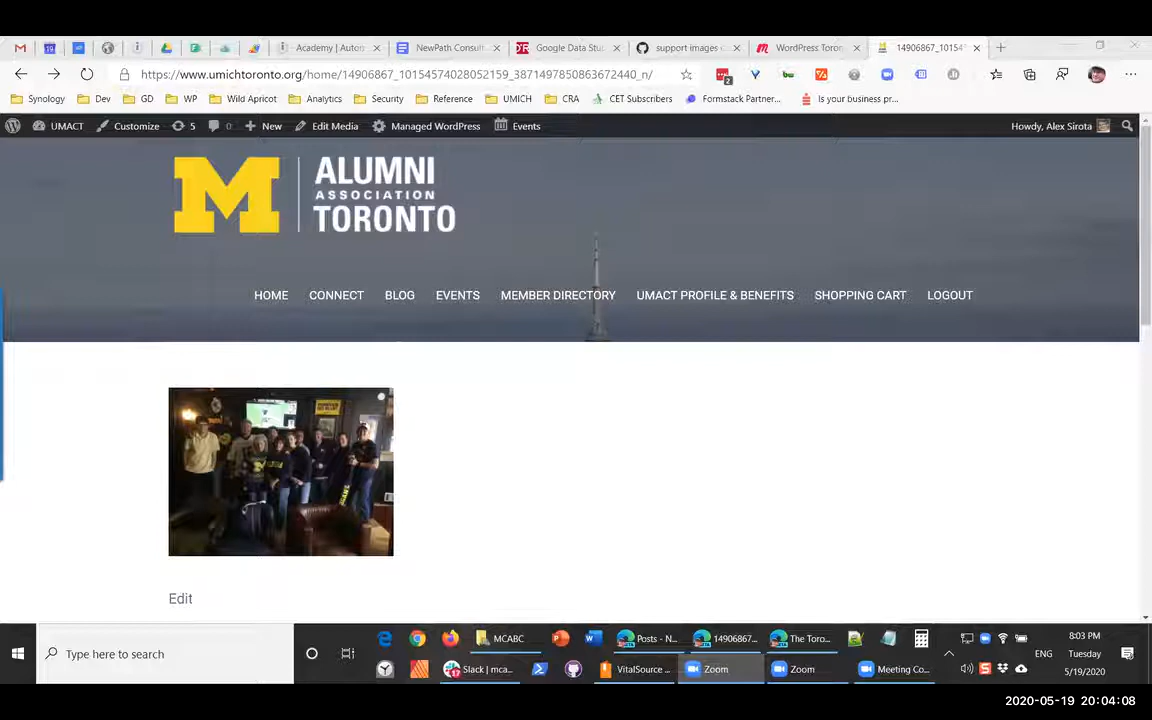 Academ | Autom
NewPath Consult
Google Data Stu
support images
WordPress Toron
14906867_10154
https://www.umichtoronto.org/home/14906867_10154574028052159_3871497850863672440_n/
Synology Dev GD WP Wild Apricot Analytics Security Reference UMICH CRA CET Subscribers Formstack Partner... Is your business pr...
UMACT Customize 5 0 New Edit Media Managed WordPress Events Howdy, Alex Sirota
M ALUMNI
ASSOCIATION
TORONTO
HOME CONNECT BLOG EVENTS MEMBER DIRECTORY UMACT PROFILE & BENEFITS SHOPPING CART LOGOUT
Edit
Type here to search
MCABC
Posts - N...
14906867...
The Toro...
Slack | mca...
VitalSource ...
Zoom
Zoom
Meeting Co...
ENG
8:03 PM
Tuesday
5/19/2020
2020-05-19 20:04:08